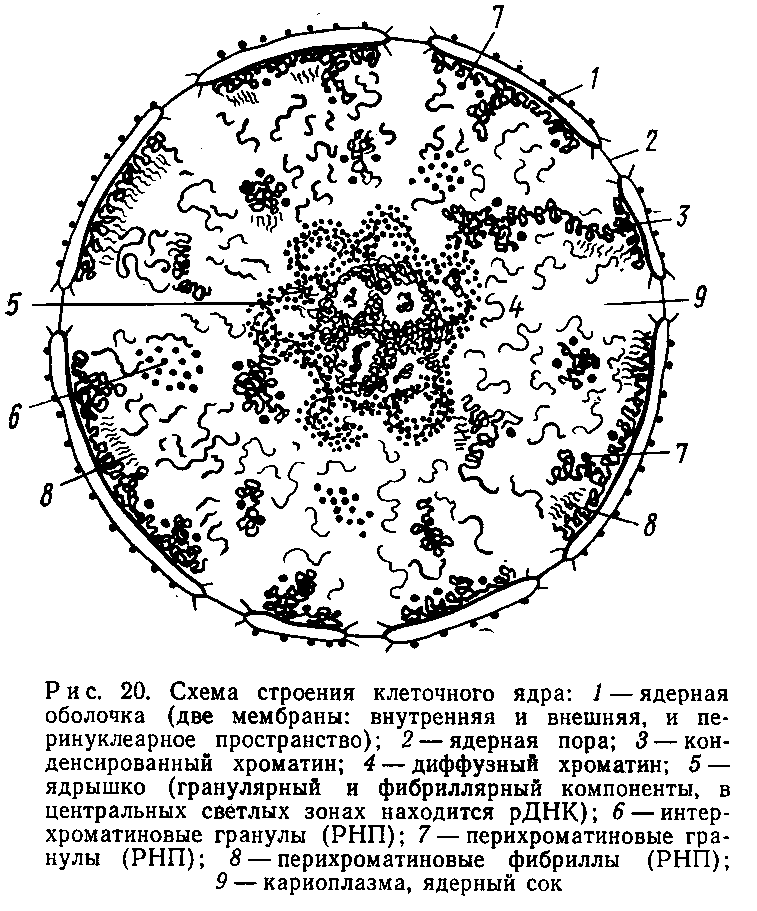 7
1
2
3
5
4
9
6
7
8
8
Рис. 20. Схема строения клеточного ядра: 1 — ядерная
оболочка (две мембраны: внутренняя и внешняя, и пе-
ринуклеарное пространство); 2 — ядерная пора; 3 — кон-
денсированный хроматин; 4 — диффузный хроматин; 5 —
ядрышко (гранулярный и фибриллярный компоненты, в
центральных светлых зонах находится рДНК); 6 — интер-
хроматиновые гранулы (РНП); 7 — перихроматиновые гра-
нулы (РНП); 8 — перихроматиновые фибриллы (РНП);
9 — кариоплазма, ядерный сок